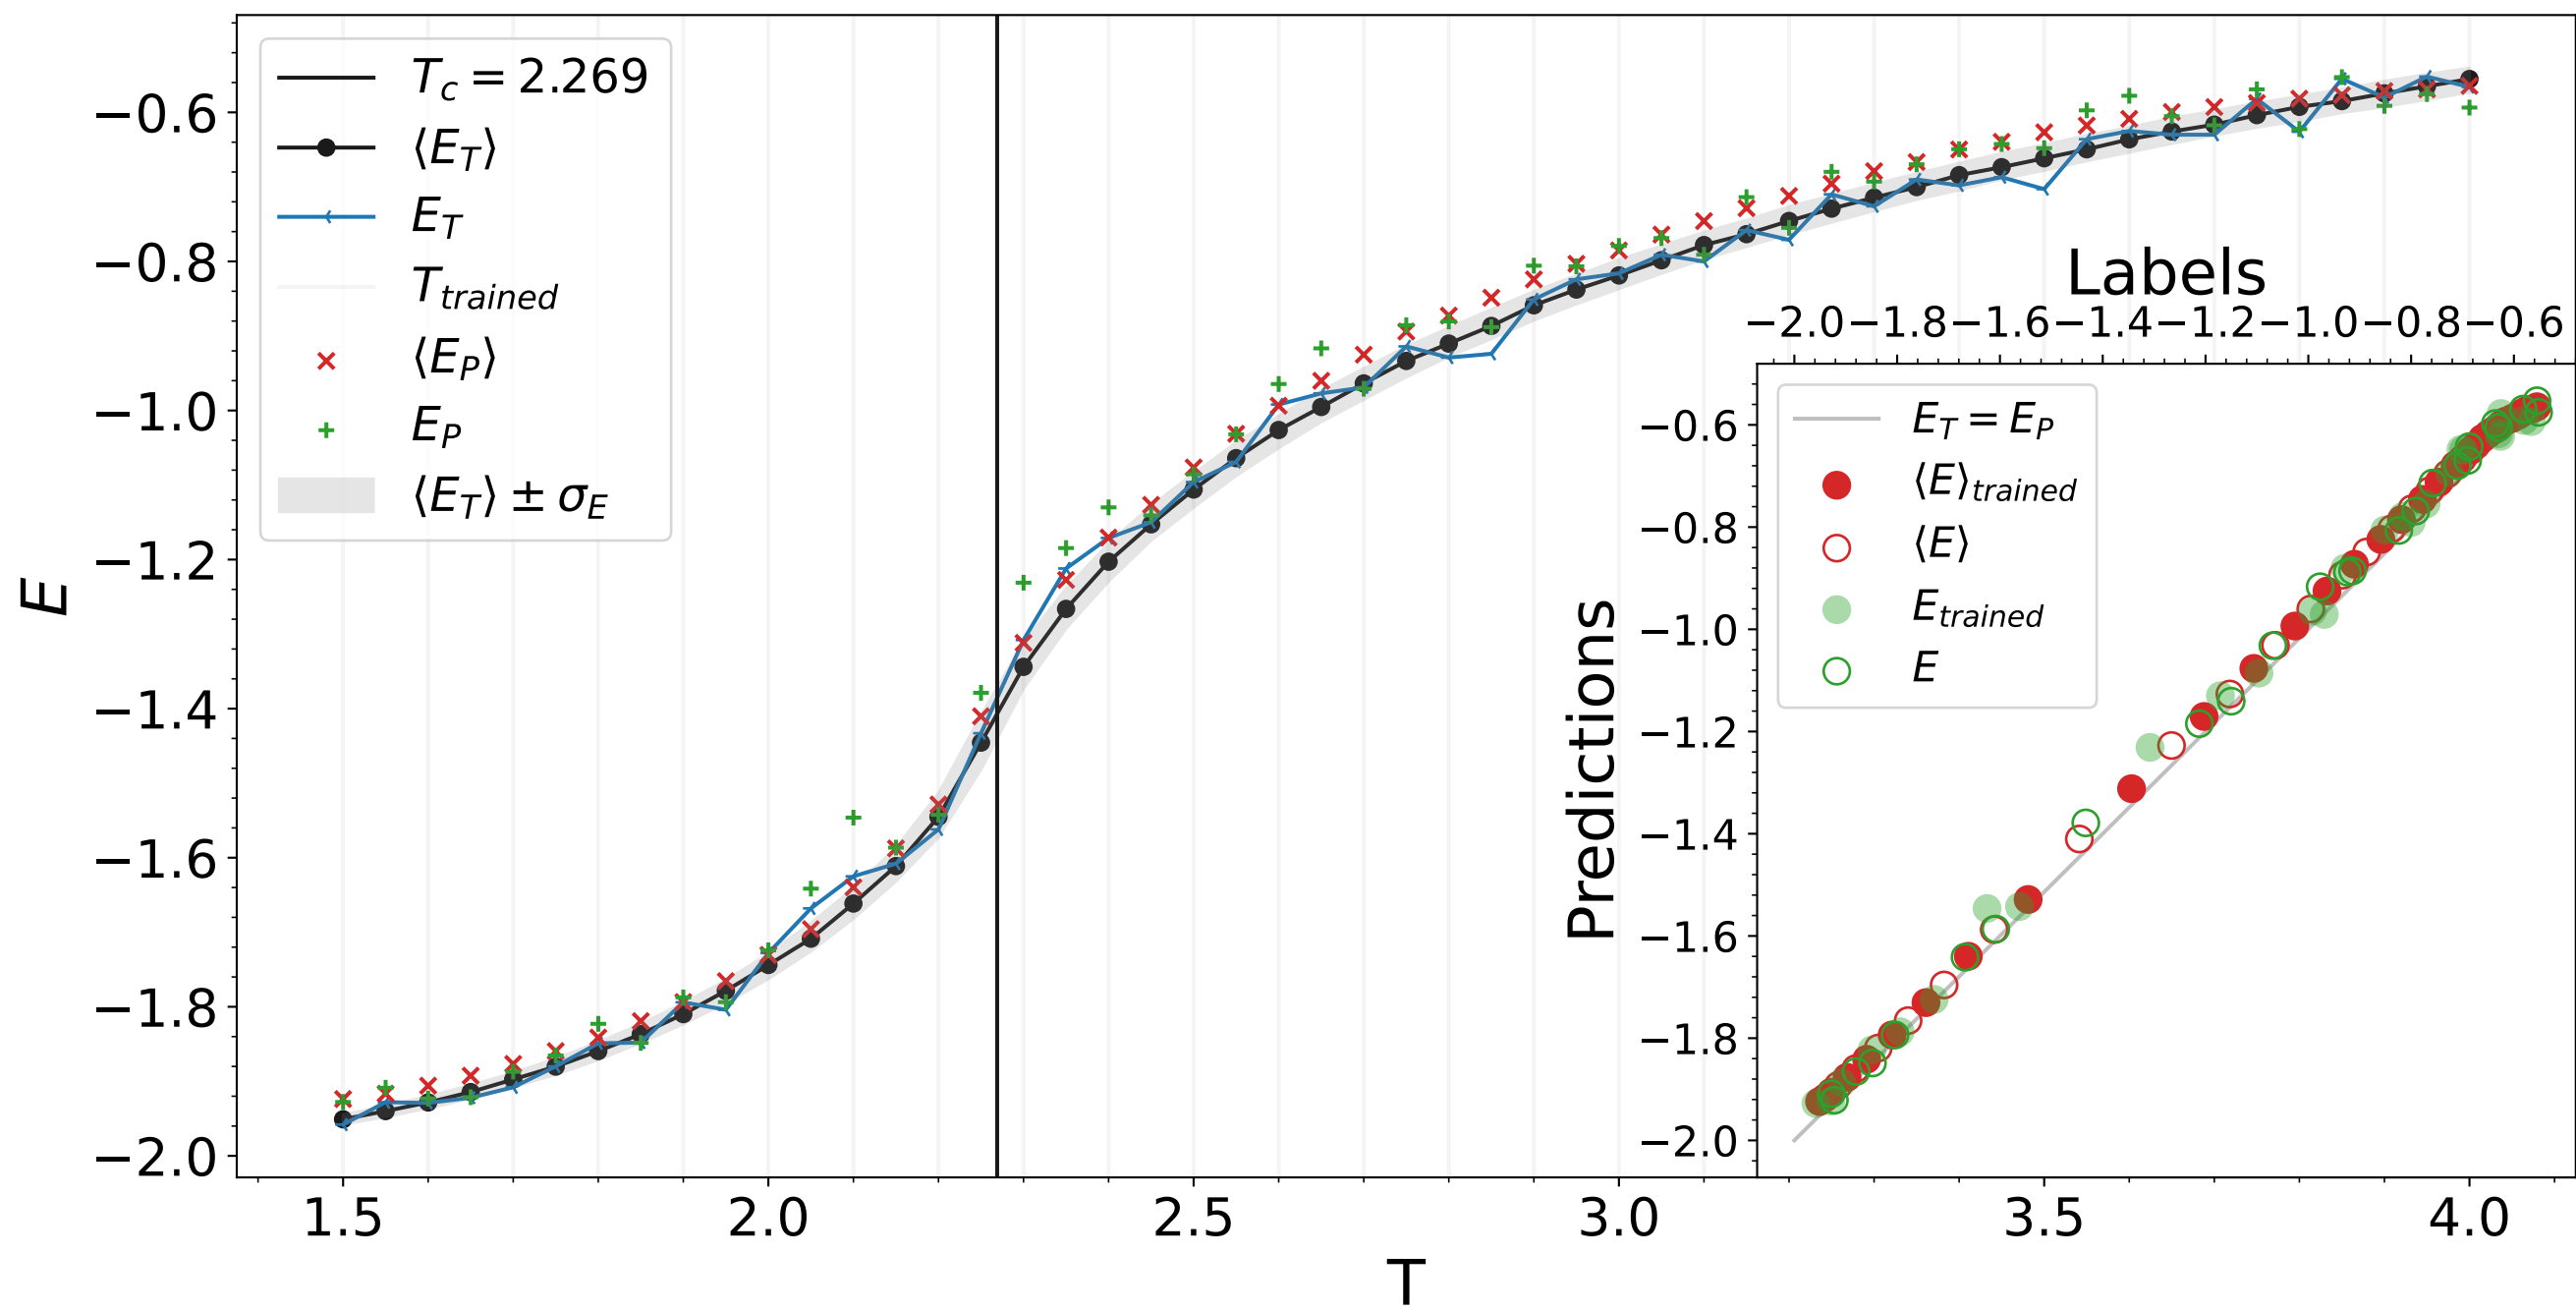 T_c = 2.269
⟨E_T⟩
E_T
T_trained
⟨E_P⟩
E_P
⟨E_T⟩ ± σ_E
E
−0.6
−0.8
−1.0
−1.2
−1.4
−1.6
−1.8
−2.0
1.5 2.0 2.5 3.0 3.5 4.0
T
Labels
−2.0 −1.8 −1.6 −1.4 −1.2 −1.0 −0.8 −0.6
E_T = E_P
⟨E⟩_trained
⟨E⟩
E_trained
E
Predictions
−0.6
−0.8
−1.0
−1.2
−1.4
−1.6
−1.8
−2.0